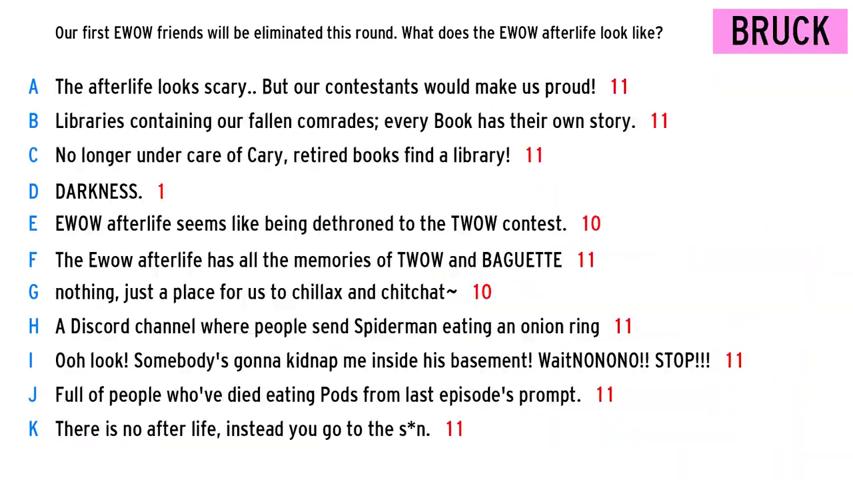 Our first EWOW friends will be eliminated this round. What does the EWOW afterlife look like?
BRUCK
A The afterlife looks scary.. But our contestants would make us proud! 11
B Libraries containing our fallen comrades; every Book has their own story. 11
C No longer under care of Cary, retired books find a library! 11
D DARKNESS. 1
E EWOW afterlife seems like being dethroned to the TWOW contest. 10
F The Ewow afterlife has all the memories of TWOW and BAGUETTE 11
G nothing, just a place for us to chillax and chitchat~ 10
H A Discord channel where people send Spiderman eating an onion ring 11
I Ooh look! Somebody's gonna kidnap me inside his basement! WaitNONONO!! STOP!!! 11
J Full of people who've died eating Pods from last episode's prompt. 11
K There is no after life, instead you go to the s*n. 11